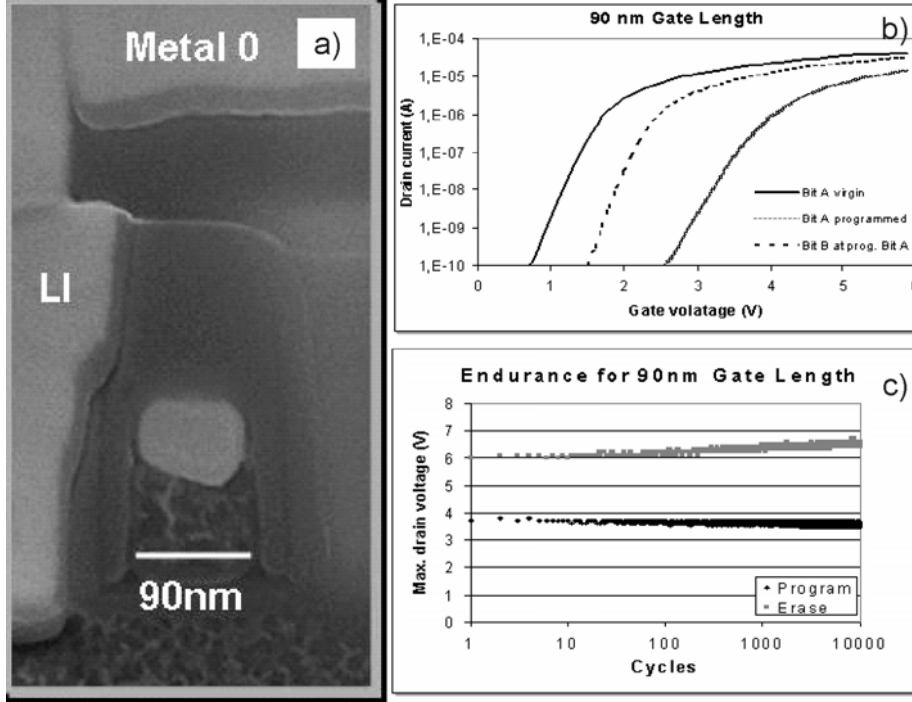 Metal 0
a)
LI
90nm
90 nm Gate Length
b)
1,E-04
1,E-05
1,E-06
1,E-07
1,E-08
1,E-09
1,E-10
Drain current (A)
Bit A virgin
Bit A programmed
Bit B at prog. Bit A
0 1 2 3 4 5
Gate volatage (V)
Endurance for 90nm Gate Length
c)
8
7
6
5
4
3
2
1
0
Max. drain voltage (V)
Program
Erase
1 10 100 1000 10000
Cycles